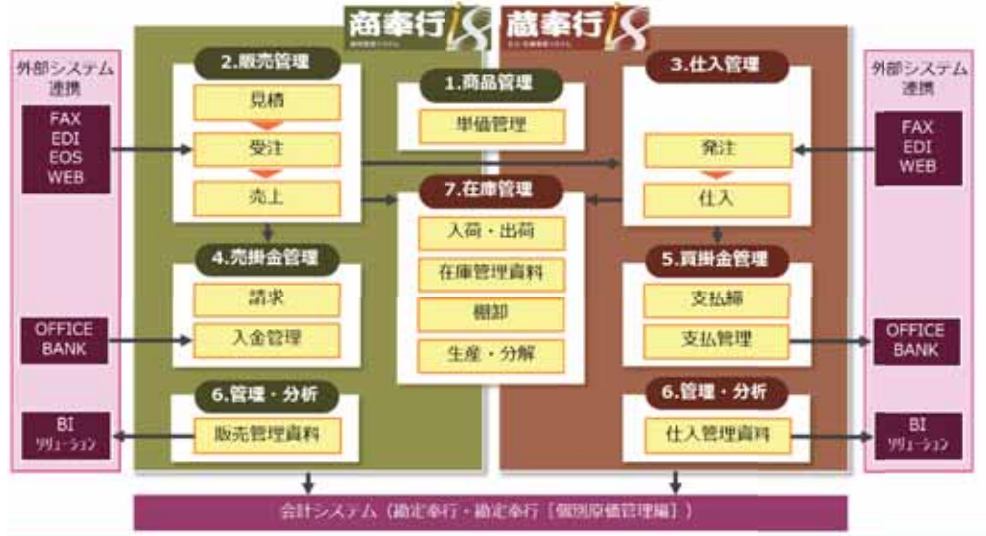 商奉行i8
蔵奉行i8
外部システム
連携
FAX
EDI
EOS
WEB
OFFICE
BANK
BI
ソリューション
2.販売管理
見積
受注
売上
4.売掛金管理
請求
入金管理
6.管理・分析
販売管理資料
1.商品管理
単価管理
7.在庫管理
入荷・出荷
在庫管理資料
棚卸
生産・分解
3.仕入管理
発注
仕入
5.買掛金管理
支払締
支払管理
6.管理・分析
仕入管理資料
外部システム
連携
FAX
EDI
WEB
OFFICE
BANK
BI
ソリューション
会計システム（勘定奉行・勘定奉行［個別原価管理編］）